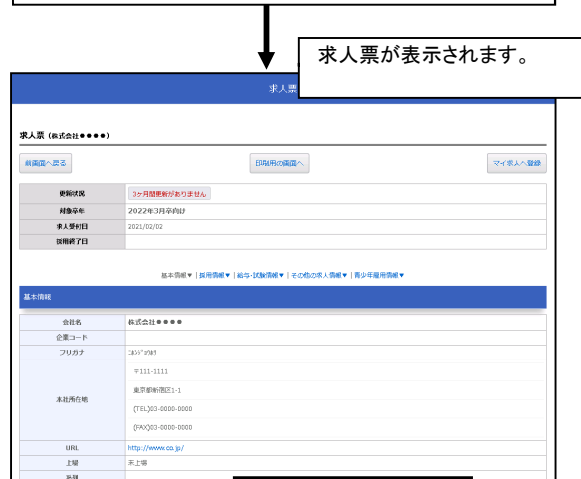 求人票が表示されます。
求人票
求人票 (株式会社●●●●)
前画面へ戻る 印刷用の画面へ マイ求人へ登録
更新状況 3ヶ月間更新がありません
対象卒年 2022年3月卒向け
求人受付日 2021/02/02
採用終了日
基本情報▼ | 採用情報▼ | 給与・試験情報▼ | その他の求人情報▼ | 青少年雇用情報▼
基本情報
会社名 株式会社●●●●
企業コード
フリガナ
本社所在地 〒111-1111
東京都新宿区1-1
(TEL)03-0000-0000
(FAX)03-0000-0000
URL http://www.co.jp/
上場 未上場
系列